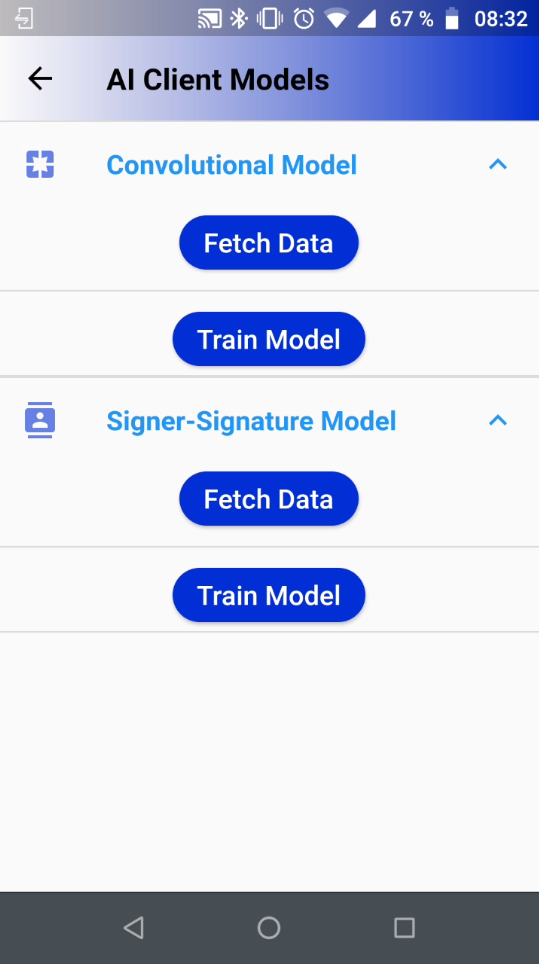 67 % 08:32
AI Client Models
Convolutional Model
Fetch Data
Train Model
Signer-Signature Model
Fetch Data
Train Model